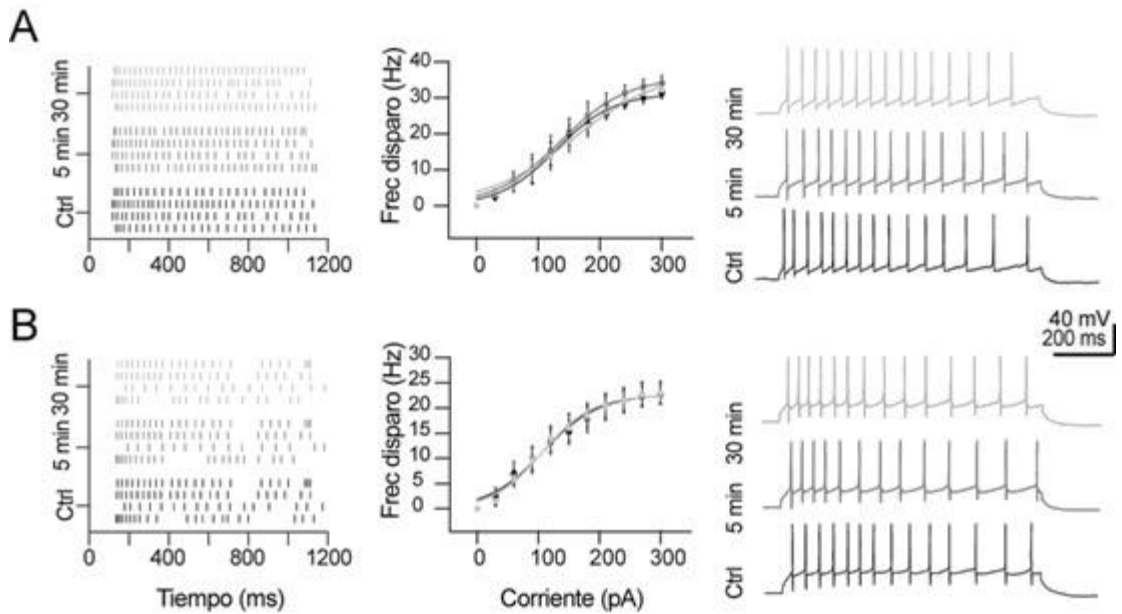 A
Ctrl 5 min 30 min
0 400 800 1200
Frec disparo (Hz)
40
30
20
10
0
0 100 200 300
30 min
5 min
Ctrl
40 mV
200 ms
B
Ctrl 5 min 30 min
0 400 800 1200
Tiempo (ms)
Frec disparo (Hz)
30
25
20
15
10
5
0
0 100 200 300
Corriente (pA)
30 min
5 min
Ctrl